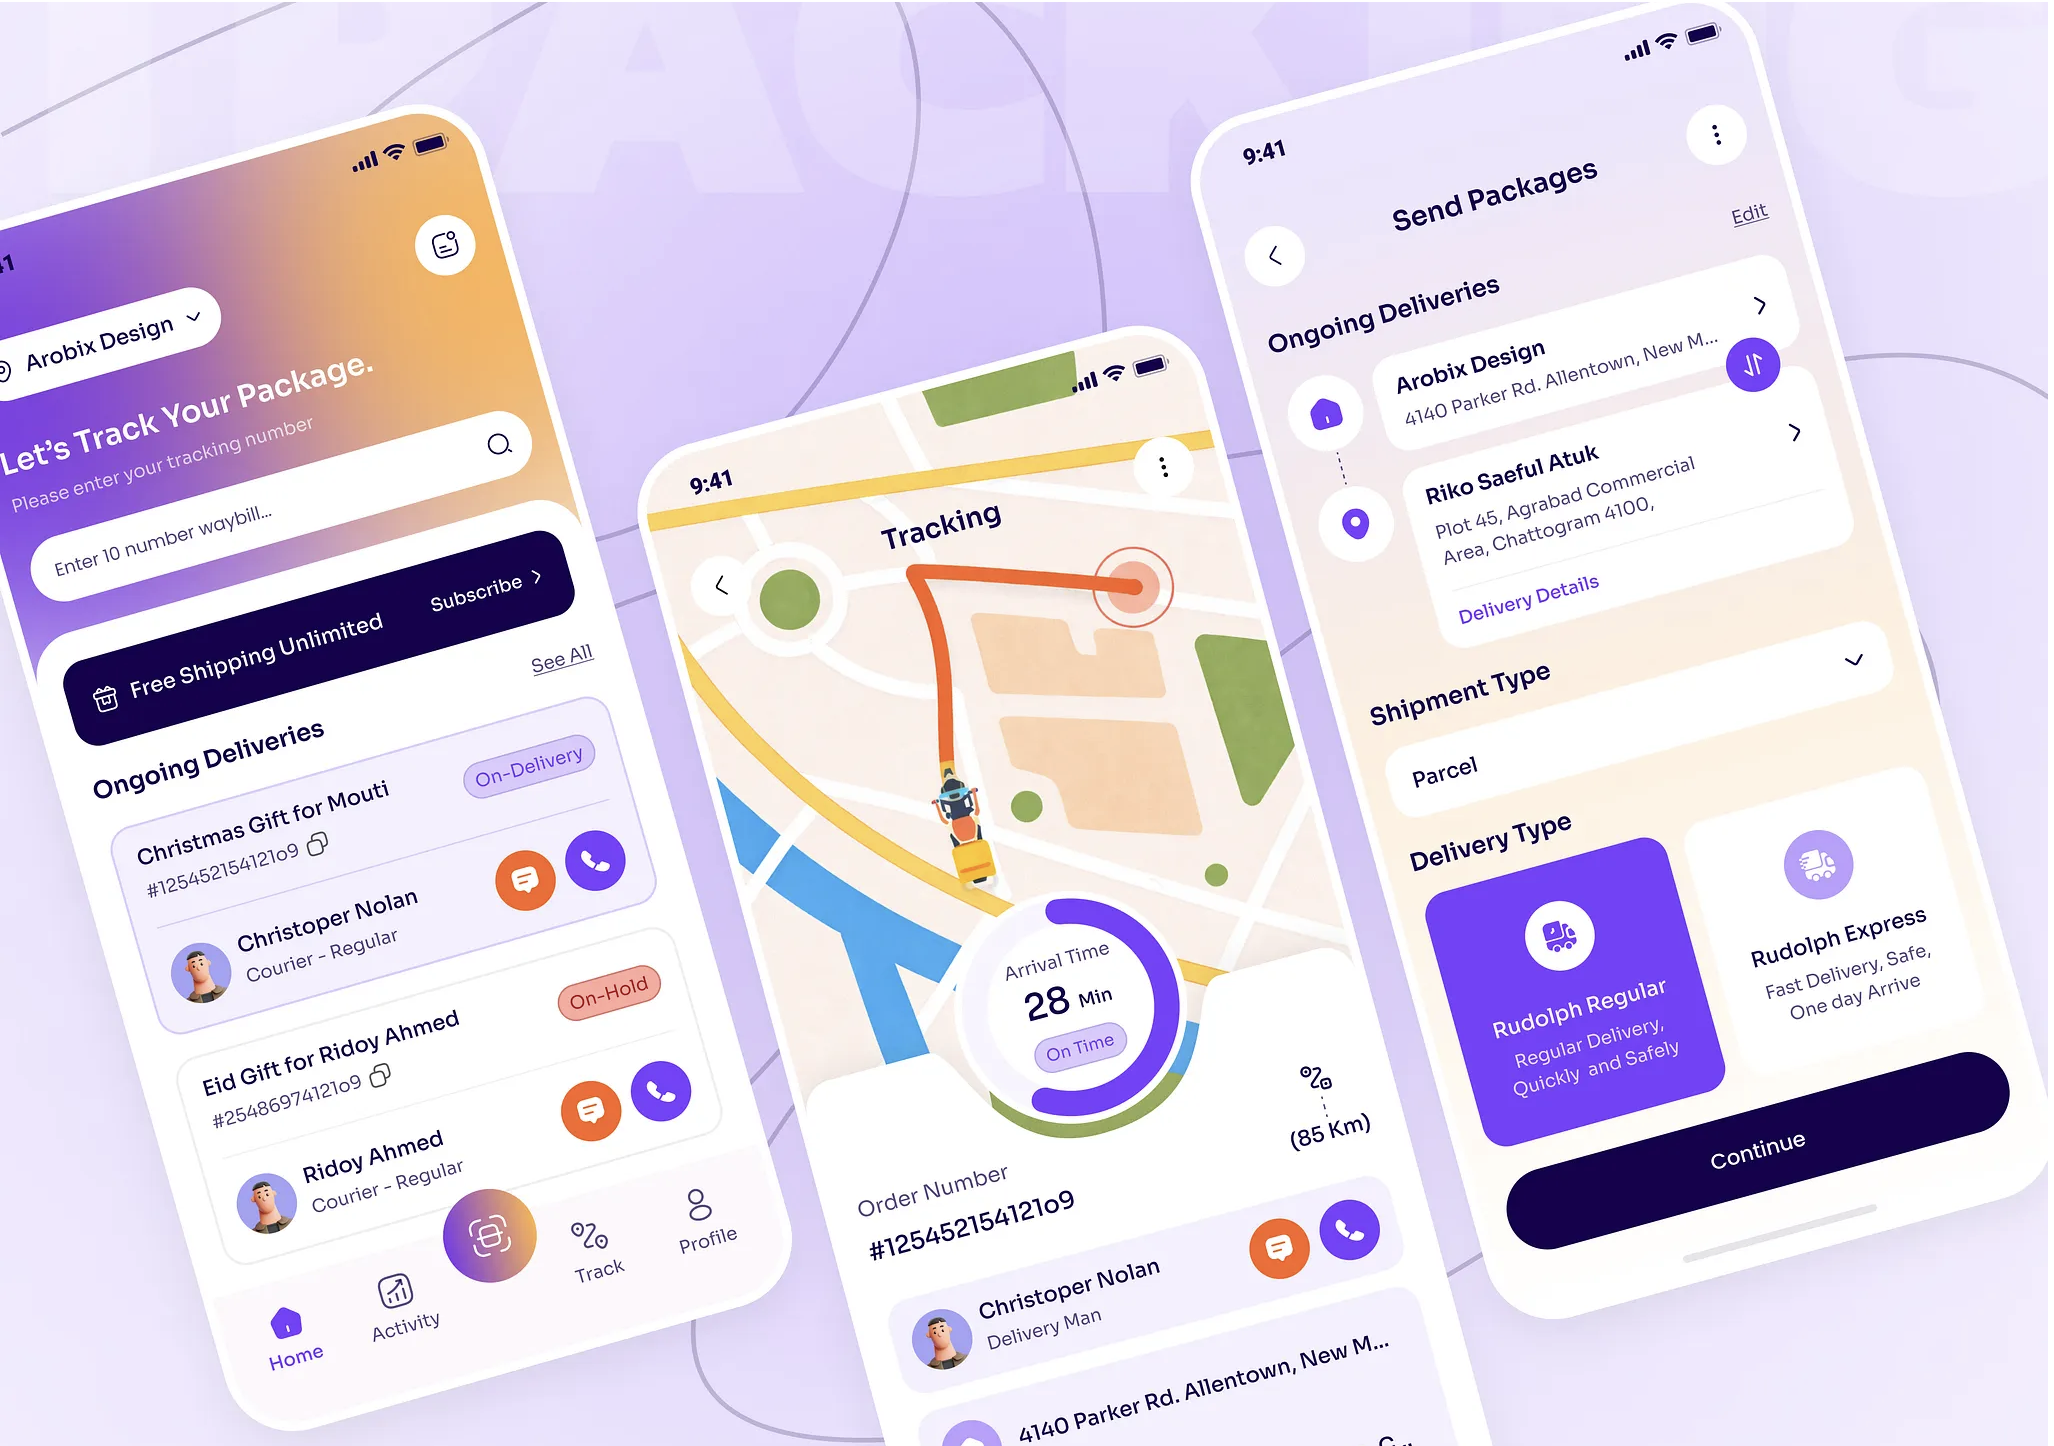 TRACKING
41
Arobix Design
Let's Track Your Package.
Please enter your tracking number
Enter 10 number waybill...
Free Shipping Unlimited
Subscribe
Ongoing Deliveries
See All
Christmas Gift for Mouti
On-Delivery
#12545215412109
Christoper Nolan
Courier - Regular
Eid Gift for Ridoy Ahmed
On-Hold
#25486974121o9
Ridoy Ahmed
Courier - Regular
Home
Activity
Track
Profile
9:41
Tracking
Arrival Time
28 Min
On Time
(85 Km)
Order Number
#125452154121o9
Christoper Nolan
Delivery Man
4140 Parker Rd. Allentown, New M...
9:41
Send Packages
Edit
Ongoing Deliveries
Arobix Design
4140 Parker Rd. Allentown, New M...
Riko Saeful Atuk
Plot 45, Agrabad Commercial
Area, Chattogram 4100,
Delivery Details
Shipment Type
Parcel
Delivery Type
Rudolph Regular
Regular Delivery,
Quickly and Safely
Rudolph Express
Fast Delivery, Safe,
One day Arrive
Continue